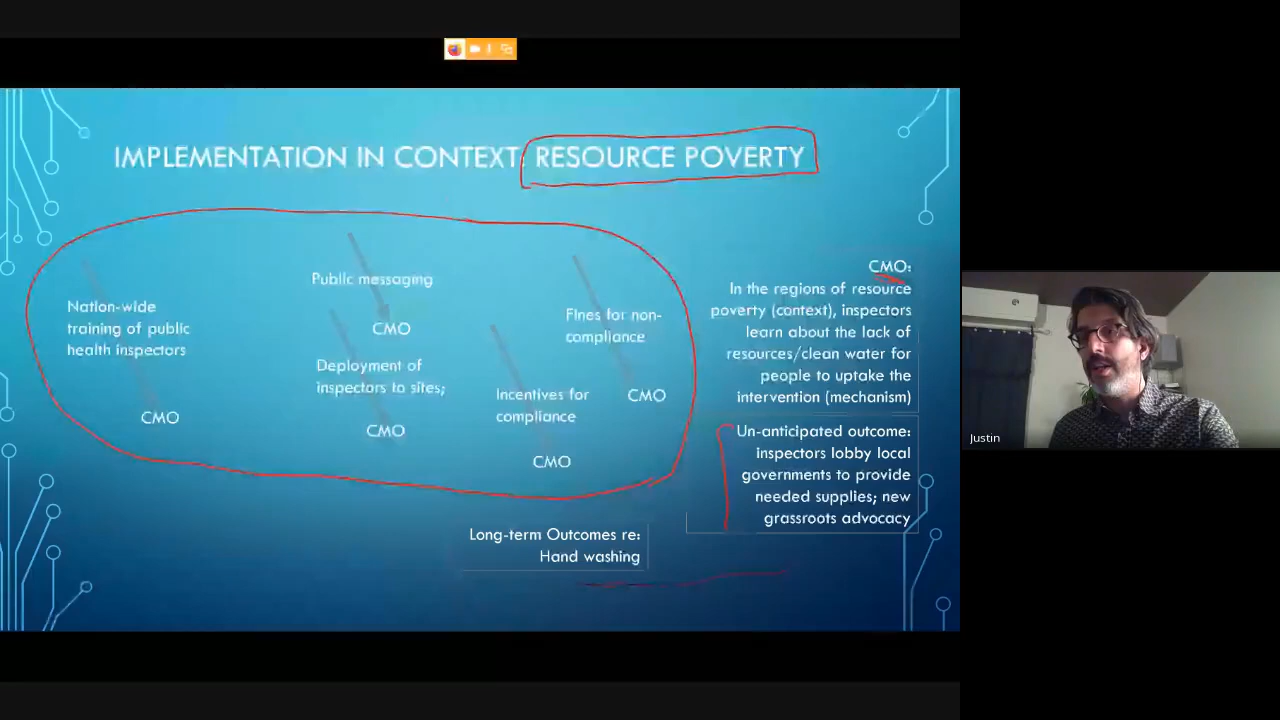 IMPLEMENTATION IN CONTEXT: RESOURCE POVERTY
Nation-wide
training of public
health inspectors
CMO
Public messaging
CMO
Deployment of
inspectors to sites;
CMO
Incentives for
compliance
CMO
Fines for non-
compliance
CMO
CMO:
In the regions of resource
poverty (context), inspectors
learn about the lack of
resources/clean water for
people to uptake the
intervention (mechanism)
Un-anticipated outcome:
inspectors lobby local
governments to provide
needed supplies; new
grassroots advocacy
Long-term Outcomes re:
Hand washing
Justin